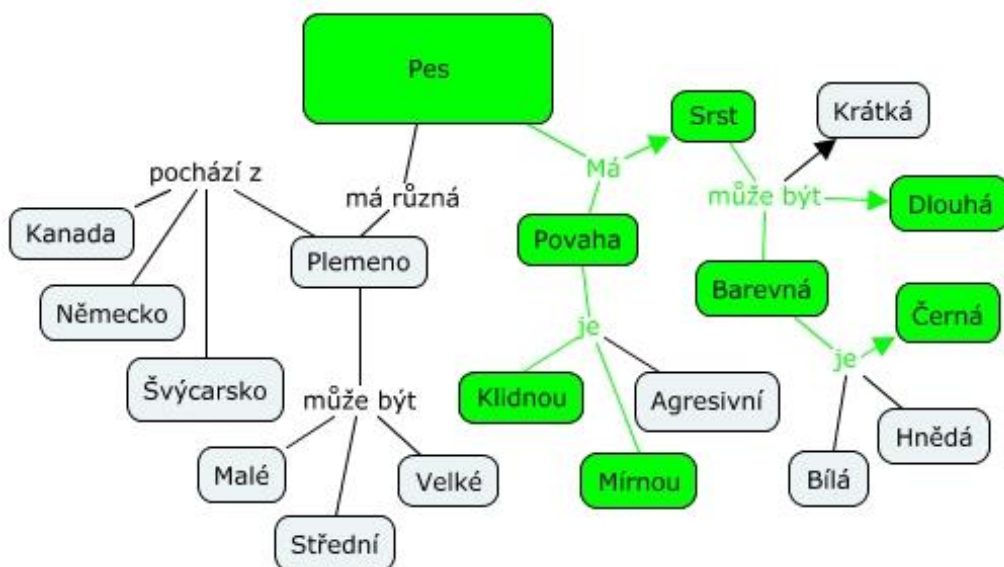 Pes
Srst
Krátká
Má
pochází z
má různá
může být
Dlouhá
Kanada
Povaha
Plemeno
Barevná
Německo
Černá
je
je
Švýcarsko
Klidnou
Agresivní
může být
Hnědá
Malé
Velké
Mírnou
Bílá
Střední